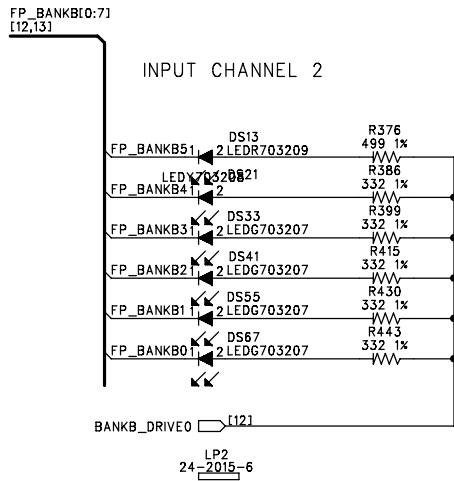 FP_BANKB[0:7]
[12,13]
INPUT CHANNEL 2
R376
499 1%
DS13
FP_BANKB5 1 2 LEDR703209
R386
332 1%
LEDY703208 DS21
FP_BANKB4 1 2
R399
332 1%
DS33
FP_BANKB3 1 2 LEDG703207
R415
332 1%
DS41
FP_BANKB2 1 2 LEDG703207
R430
332 1%
DS55
FP_BANKB1 1 2 LEDG703207
R443
332 1%
DS67
FP_BANKB0 1 2 LEDG703207
BANKB_DRIVE0 [12]
LP2
24-2015-6